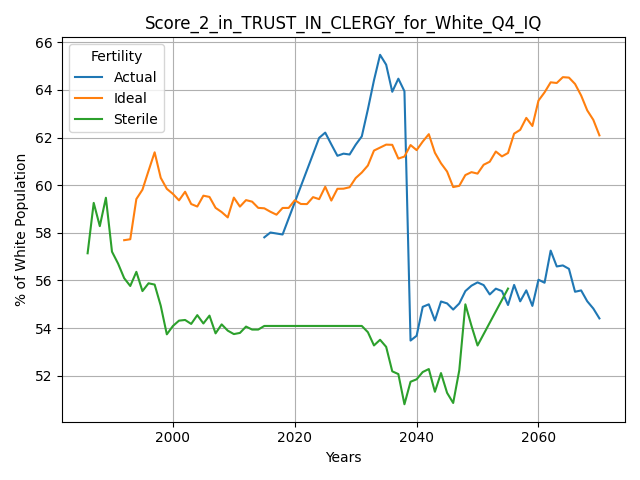 Score_2_in_TRUST_IN_CLERGY_for_White_Q4_IQ
Fertility
Actual
Ideal
Sterile
% of White Population
66
64
62
60
58
56
54
52
2000
2020
2040
2060
Years